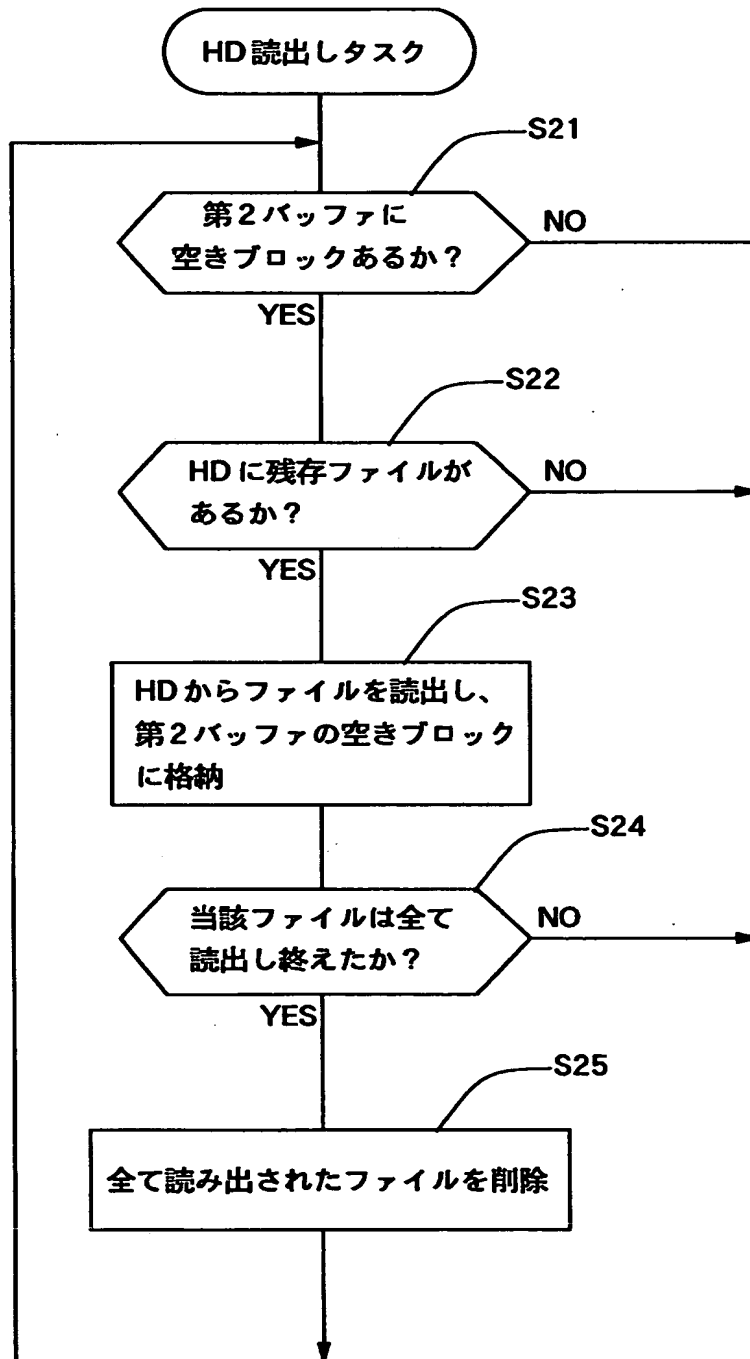 HD読出しタスク
S21
第2バッファに
空きブロックあるか?
NO
YES
S22
HDに残存ファイルが
あるか?
NO
YES
S23
HDからファイルを読出し、
第2バッファの空きブロック
に格納
S24
当該ファイルは全て
読出し終えたか?
NO
YES
S25
全て読み出されたファイルを削除